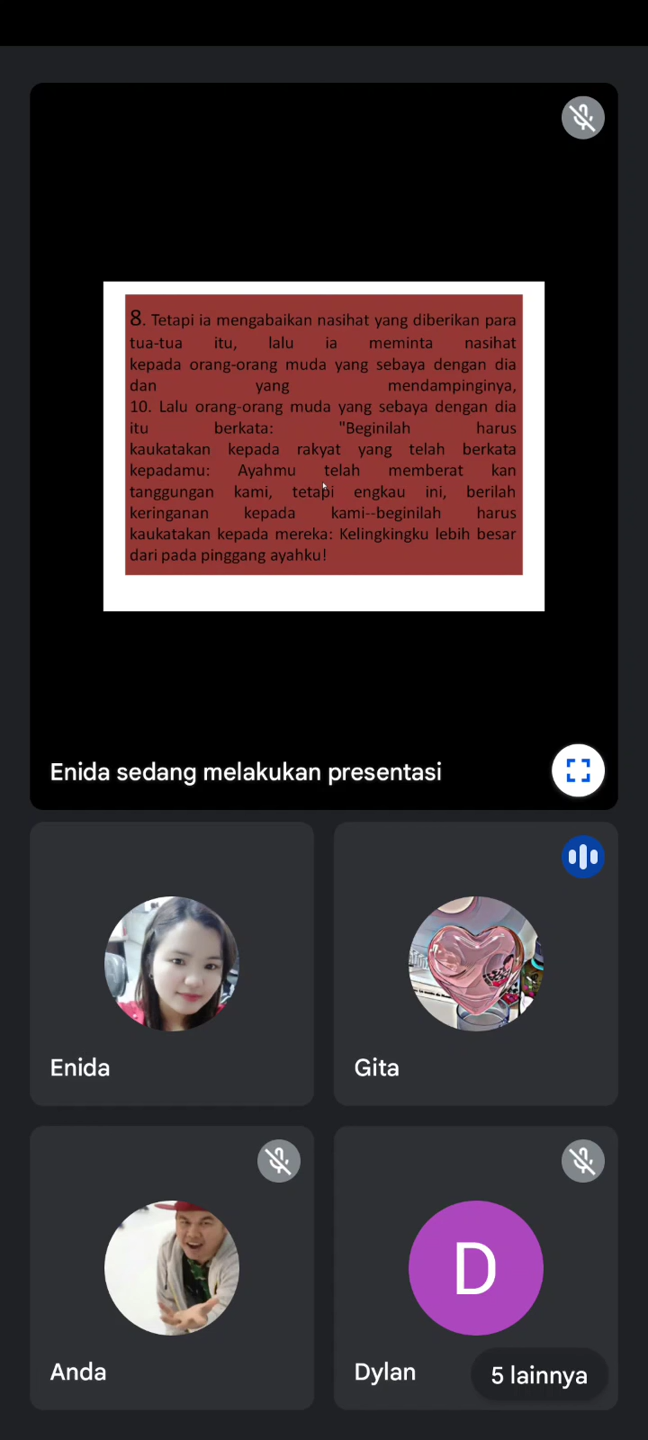 8. Tetapi ia mengabaikan nasihat yang diberikan para
tua-tua itu, lalu ia meminta nasihat
kepada orang-orang muda yang sebaya dengan dia
dan yang mendampinginya,
10. Lalu orang-orang muda yang sebaya dengan dia
itu berkata: "Beginilah harus
kaukatakan kepada rakyat yang telah berkata
kepadamu: Ayahmu telah memberat kan
tanggungan kami, tetapi engkau ini, berilah
keringanan kepada kami--beginilah harus
kaukatakan kepada mereka: Kelingkingku lebih besar
dari pada pinggang ayahku!
Enida sedang melakukan presentasi
Enida
Gita
Anda
D
Dylan
5 lainnya